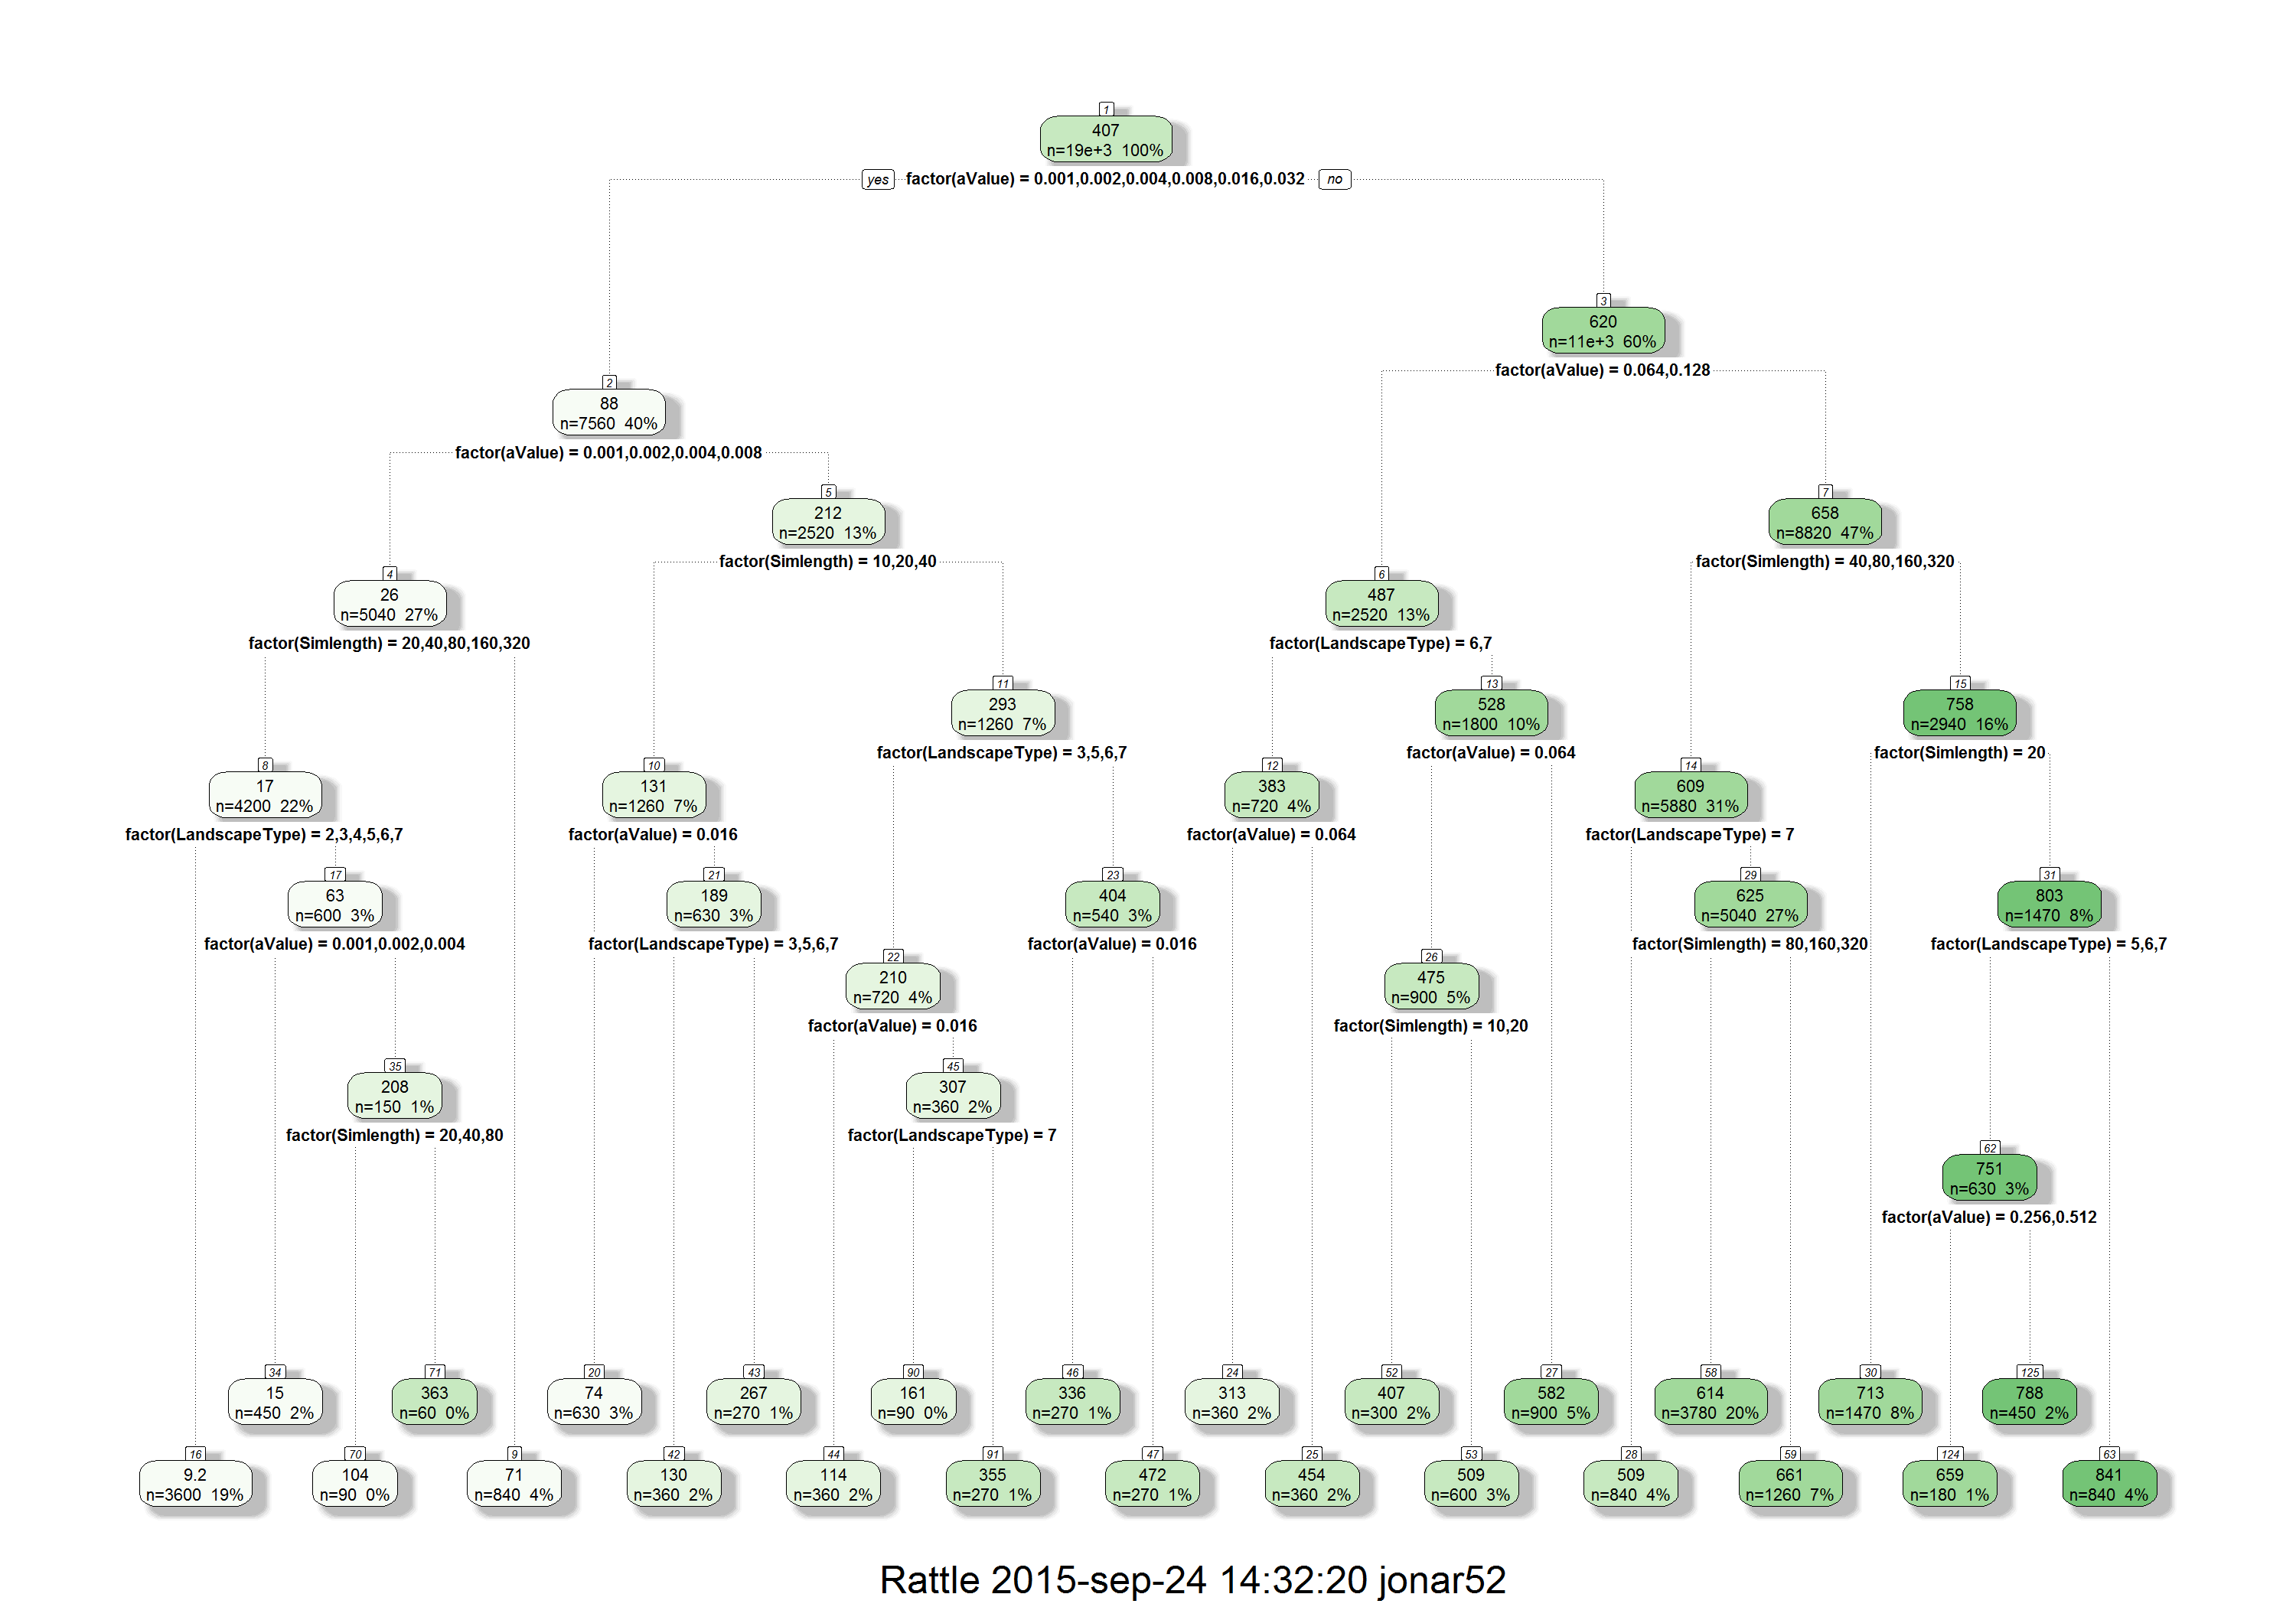 1
407
n=19e+3 100%
yes factor(aValue) = 0.001,0.002,0.004,0.008,0.016,0.032 no
3
620
n=11e+3 60%
factor(aValue) = 0.064,0.128
2
88
n=7560 40%
factor(aValue) = 0.001,0.002,0.004,0.008
5
212
n=2520 13%
factor(Simlength) = 10,20,40
7
658
n=8820 47%
factor(Simlength) = 40,80,160,320
4
26
n=5040 27%
factor(Simlength) = 20,40,80,160,320
6
487
n=2520 13%
factor(LandscapeType) = 6,7
11
293
n=1260 7%
factor(LandscapeType) = 3,5,6,7
13
528
n=1800 10%
factor(aValue) = 0.064
15
758
n=2940 16%
factor(Simlength) = 20
8
17
n=4200 22%
factor(LandscapeType) = 2,3,4,5,6,7
10
131
n=1260 7%
factor(aValue) = 0.016
12
383
n=720 4%
factor(aValue) = 0.064
14
609
n=5880 31%
factor(LandscapeType) = 7
17
63
n=600 3%
factor(aValue) = 0.001,0.002,0.004
21
189
n=630 3%
factor(LandscapeType) = 3,5,6,7
23
404
n=540 3%
factor(aValue) = 0.016
29
625
n=5040 27%
factor(Simlength) = 80,160,320
31
803
n=1470 8%
factor(LandscapeType) = 5,6,7
22
210
n=720 4%
factor(aValue) = 0.016
26
475
n=900 5%
factor(Simlength) = 10,20
35
208
n=150 1%
factor(Simlength) = 20,40,80
45
307
n=360 2%
factor(LandscapeType) = 7
62
751
n=630 3%
factor(aValue) = 0.256,0.512
34
15
n=450 2%
71
363
n=60 0%
20
74
n=630 3%
43
267
n=270 1%
90
161
n=90 0%
46
336
n=270 1%
24
313
n=360 2%
52
407
n=300 2%
27
582
n=900 5%
58
614
n=3780 20%
30
713
n=1470 8%
125
788
n=450 2%
16
9.2
n=3600 19%
70
104
n=90 0%
9
71
n=840 4%
42
130
n=360 2%
44
114
n=360 2%
91
355
n=270 1%
47
472
n=270 1%
25
454
n=360 2%
53
509
n=600 3%
28
509
n=840 4%
59
661
n=1260 7%
124
659
n=180 1%
63
841
n=840 4%
Rattle 2015-sep-24 14:32:20 jonar52